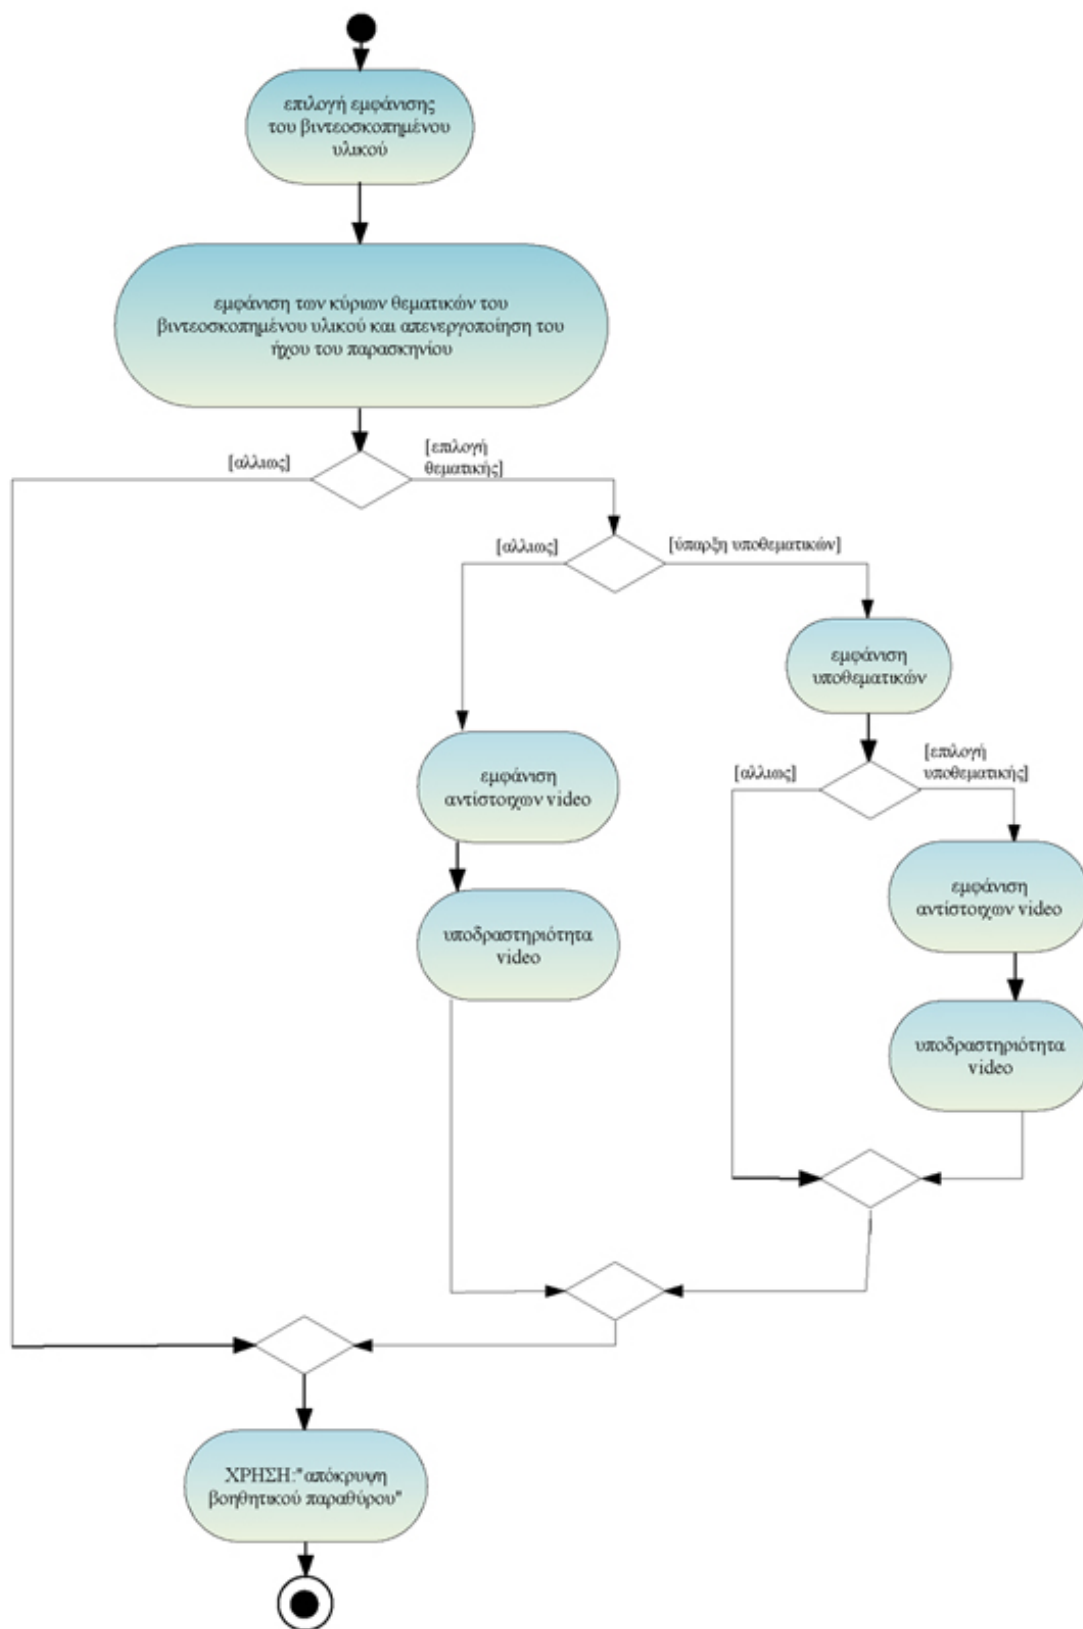 επιλογή εμφάνισης
του βιντεοσκοπημένου
υλικού
εμφάνιση των κύριων θεματικών του
βιντεοσκοπημένου υλικού και απενεργοποίηση του
ήχου του παρασκηνίου
[αλλιως]
[επιλογή
θεματικής]
[αλλιως]
[ύπαρξη υποθεματικών]
εμφάνιση
υποθεματικών
[αλλιως]
[επιλογή
υποθεματικής]
εμφάνιση
αντίστοιχων video
υποδραστηριότητα
video
εμφάνιση
αντίστοιχων video
υποδραστηριότητα
video
ΧΡΗΣΗ:"απόκρυψη
βοηθητικού παραθύρου"